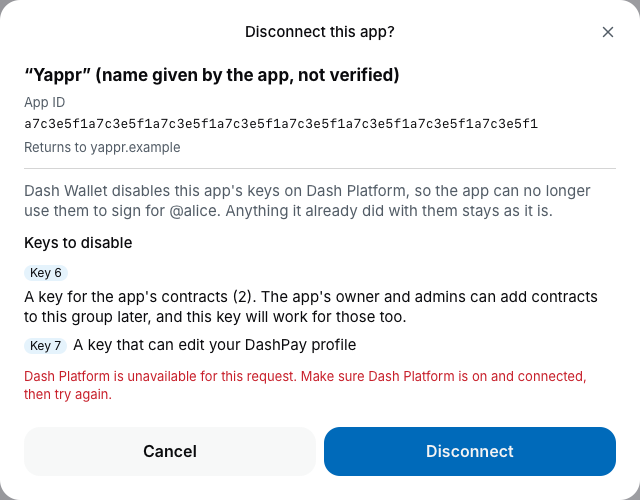 Disconnect this app?
“Yappr” (name given by the app, not verified)
App ID
a7c3e5f1a7c3e5f1a7c3e5f1a7c3e5f1a7c3e5f1a7c3e5f1a7c3e5f1a7c3e5f1
Returns to yappr.example
Dash Wallet disables this app's keys on Dash Platform, so the app can no longer
use them to sign for @alice. Anything it already did with them stays as it is.
Keys to disable
Key 6
A key for the app's contracts (2). The app's owner and admins can add contracts
to this group later, and this key will work for those too.
Key 7 A key that can edit your DashPay profile
Dash Platform is unavailable for this request. Make sure Dash Platform is on and connected,
then try again.
Cancel Disconnect